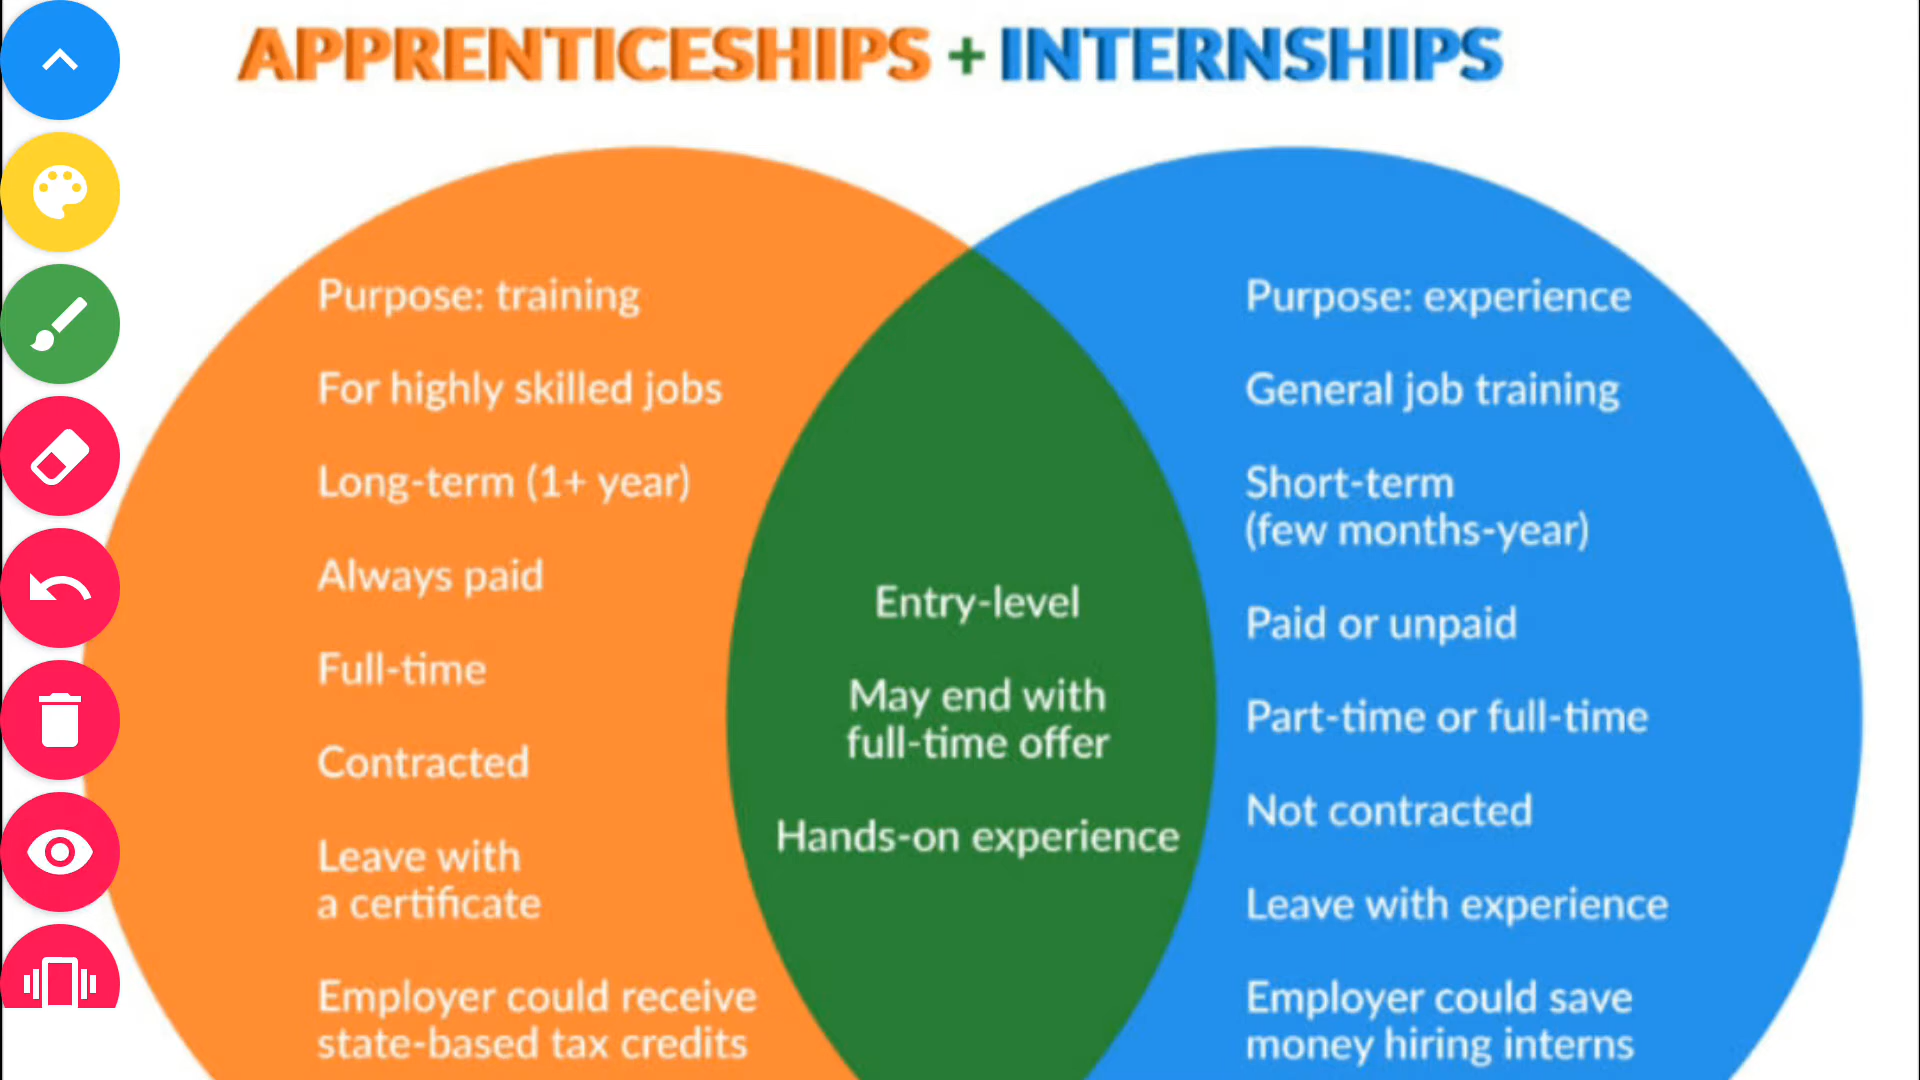 APPRENTICESHIPS + INTERNSHIPS
Purpose: training
For highly skilled jobs
Long-term (1+ year)
Always paid
Full-time
Contracted
Leave with
a certificate
Employer could receive
state-based tax credits
Entry-level
May end with
full-time offer
Hands-on experience
Purpose: experience
General job training
Short-term
(few months-year)
Paid or unpaid
Part-time or full-time
Not contracted
Leave with experience
Employer could save
money hiring interns